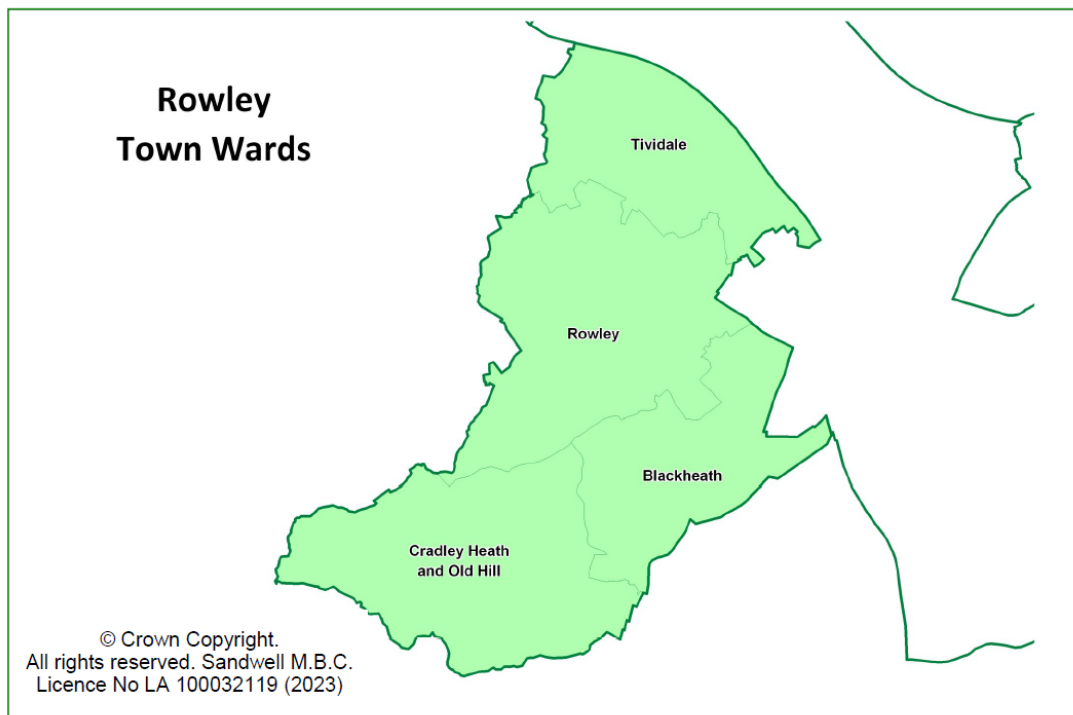 Rowley
Town Wards
Tividale
Rowley
Blackheath
Cradley Heath
and Old Hill
© Crown Copyright.
All rights reserved. Sandwell M.B.C.
Licence No LA 100032119 (2023)